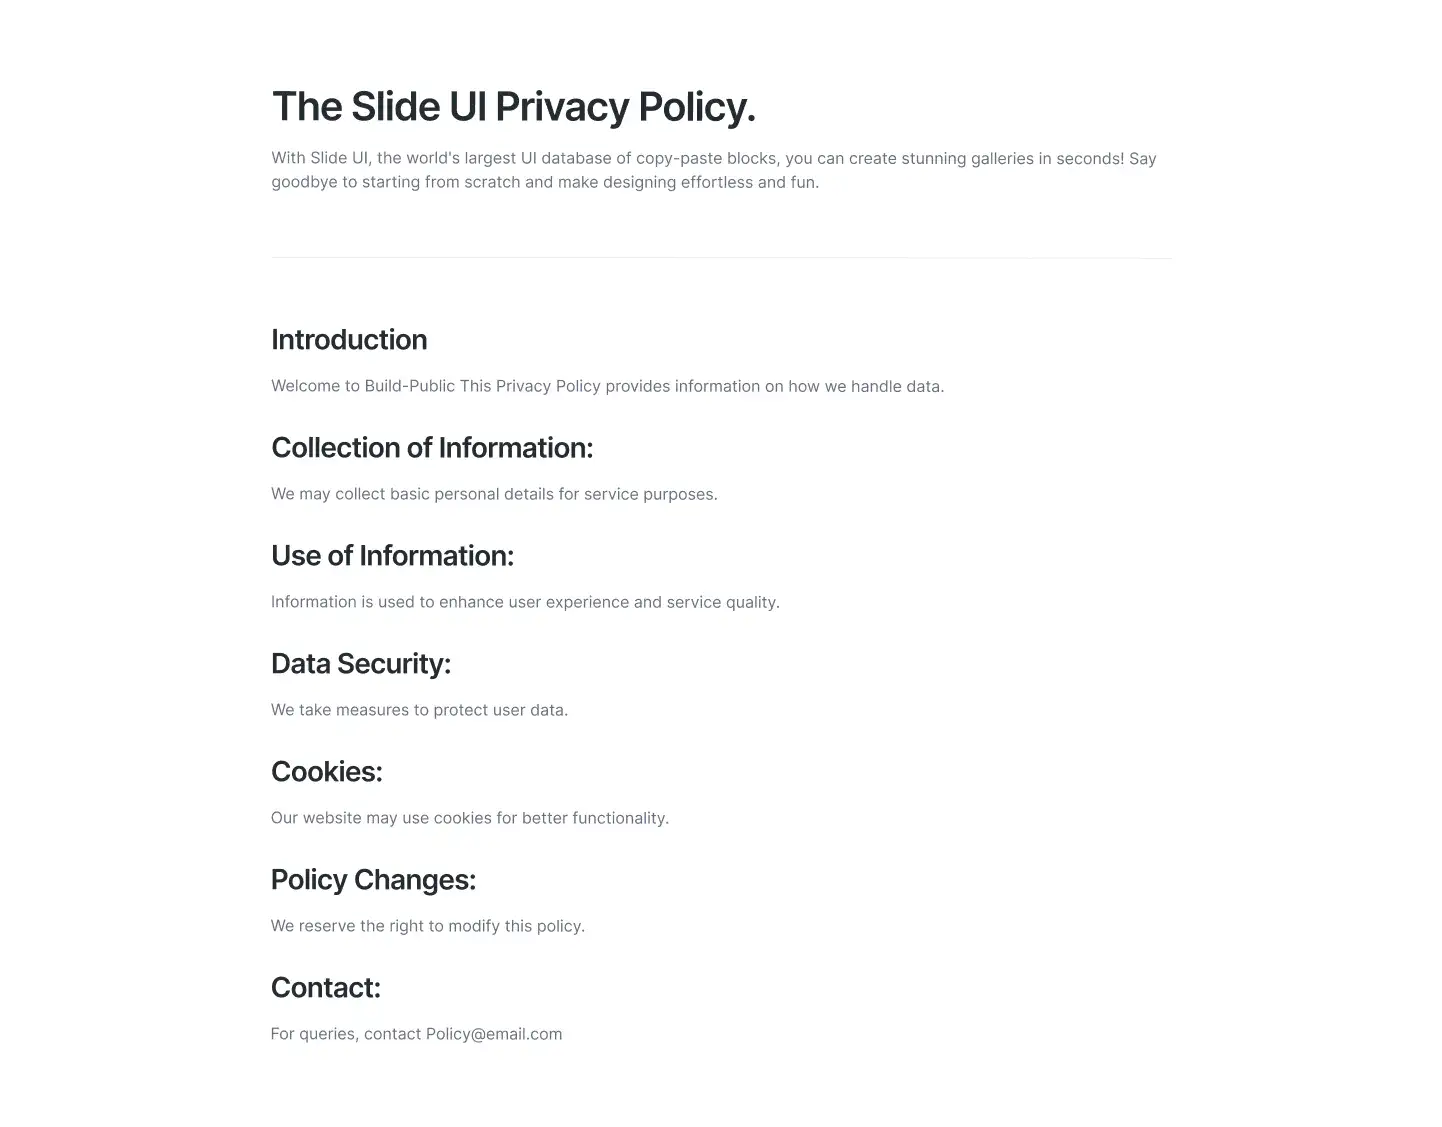 The Slide UI Privacy Policy.
With Slide UI, the world's largest UI database of copy-paste blocks, you can create stunning galleries in seconds! Say
goodbye to starting from scratch and make designing effortless and fun.
Introduction
Welcome to Build-Public This Privacy Policy provides information on how we handle data.
Collection of Information:
We may collect basic personal details for service purposes.
Use of Information:
Information is used to enhance user experience and service quality.
Data Security:
We take measures to protect user data.
Cookies:
Our website may use cookies for better functionality.
Policy Changes:
We reserve the right to modify this policy.
Contact:
For queries, contact Policy@email.com